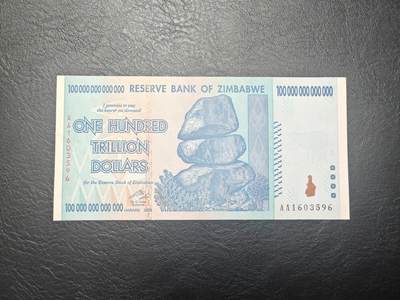 100 000 000 000 000
RESERVE BANK OF ZIMBABWE
100 000 000 000 000
I promise to pay
the bearer on demand
ONE HUNDRED
TRILLION
DOLLARS
for the Reserve Bank of Zimbabwe
100 000 000 000 000
AA1603596
AA1603596